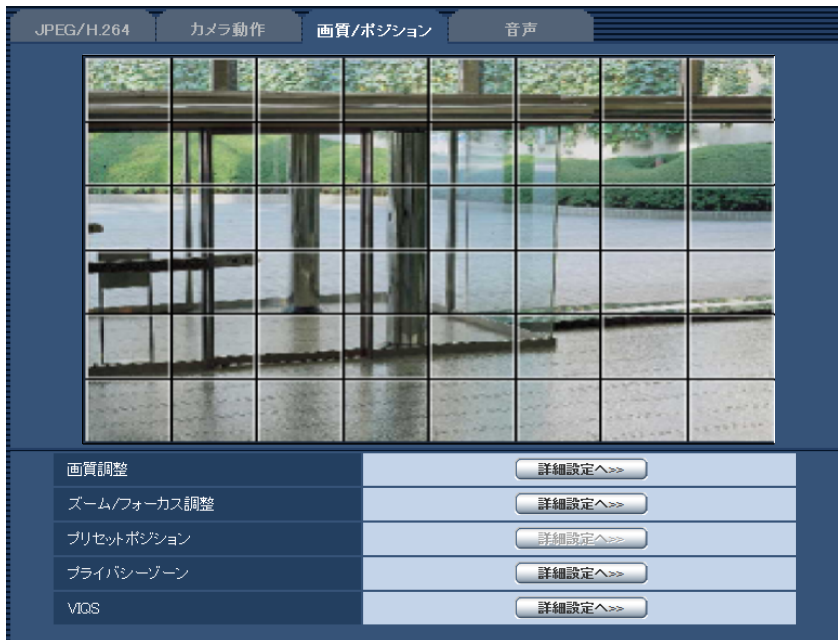 JPEG/H.264 カメラ動作 画質/ポジション 音声
画質調整 詳細設定へ>>
ズーム/フォーカス調整 詳細設定へ>>
プリセットポジション 詳細設定へ>>
プライバシーゾーン 詳細設定へ>>
VIQS 詳細設定へ>>